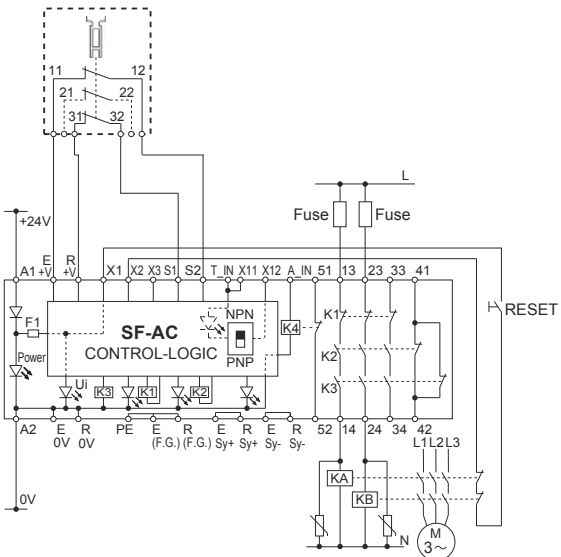 11 12
21 22
31 32
L
Fuse Fuse
+24V
A1 E +V R +V X1 X2 X3 S1 S2 T_IN X11 X12 A_IN 51 13 23 33 41
RESET
F1
SF-AC
CONTROL-LOGIC
NPN
PNP
K4
K1
K2
K3
Power
Ui
K3 K1 K2
A2 E 0V R 0V PE E (F.G.) R (F.G.) E Sy+ R Sy+ E Sy- R Sy- 52 14 24 34 42
L1 L2 L3
KA
KB
0V
N
M
3~